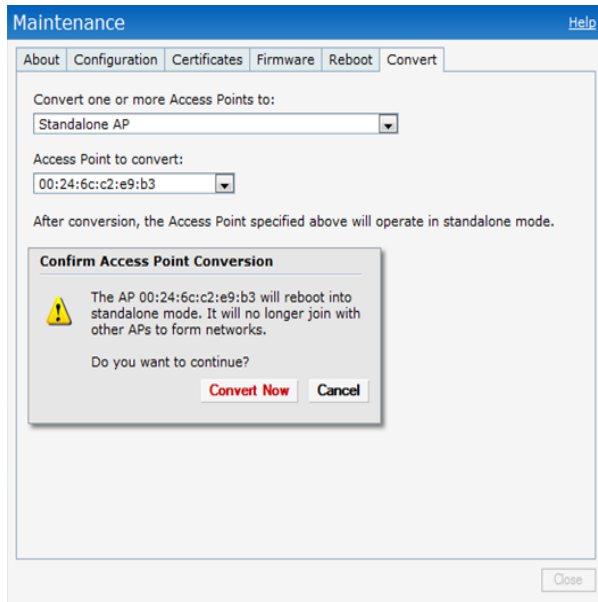 Maintenance
Help
About Configuration Certificates Firmware Reboot Convert
Convert one or more Access Points to:
Standalone AP
Access Point to convert:
00:24:6c:c2:e9:b3
After conversion, the Access Point specified above will operate in standalone mode.
Confirm Access Point Conversion
The AP 00:24:6c:c2:e9:b3 will reboot into
standalone mode. It will no longer join with
other APs to form networks.
Do you want to continue?
Convert Now Cancel
Close